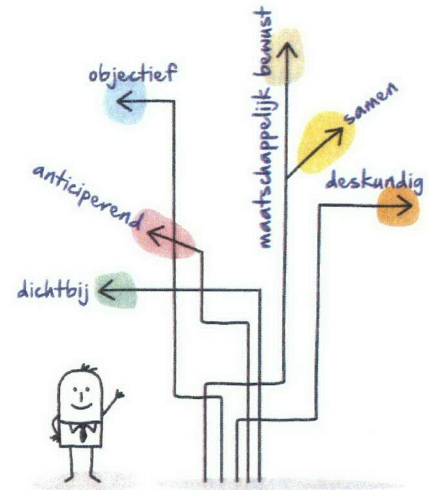 objectief
maatschappelijk bewust
samen
anticiperend
deskundig
dichtbij